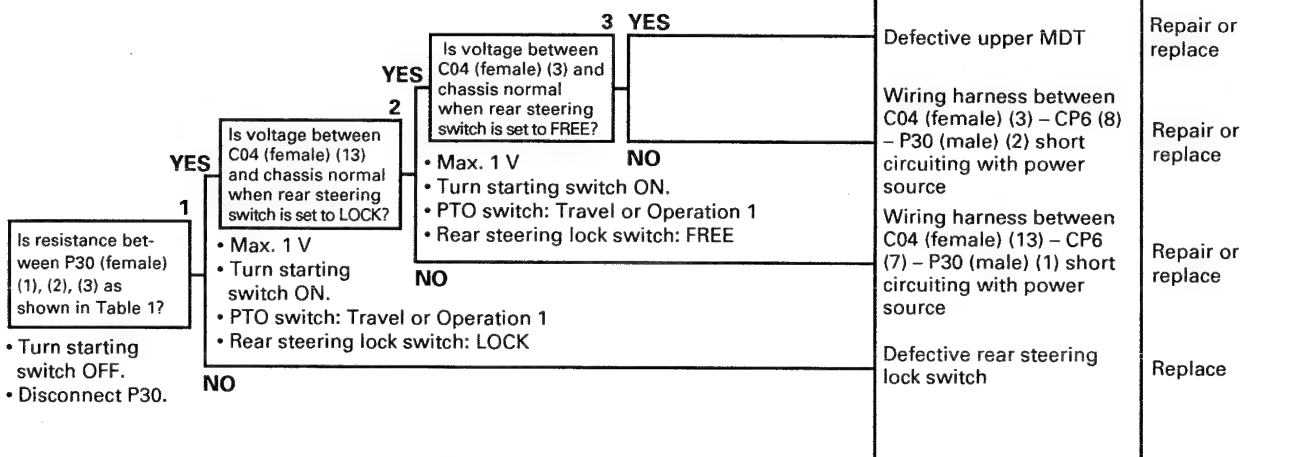 3 YES
Is voltage between
C04 (female) (3) and
chassis normal
when rear steering
switch is set to FREE?
YES
2
• Max. 1 V
• Turn starting switch ON.
• PTO switch: Travel or Operation 1
• Rear steering lock switch: FREE
NO
Is voltage between
C04 (female) (13)
and chassis normal
when rear steering
switch is set to LOCK?
YES
1
• Max. 1 V
• Turn starting
switch ON.
• PTO switch: Travel or Operation 1
• Rear steering lock switch: LOCK
NO
Is resistance bet-
ween P30 (female)
(1), (2), (3) as
shown in Table 1?
• Turn starting
switch OFF.
• Disconnect P30.
NO
Defective upper MDT
Repair or
replace
Wiring harness between
C04 (female) (3) – CP6 (8)
– P30 (male) (2) short
circuiting with power
source
Repair or
replace
Wiring harness between
C04 (female) (13) – CP6
(7) – P30 (male) (1) short
circuiting with power
source
Repair or
replace
Defective rear steering
lock switch
Replace